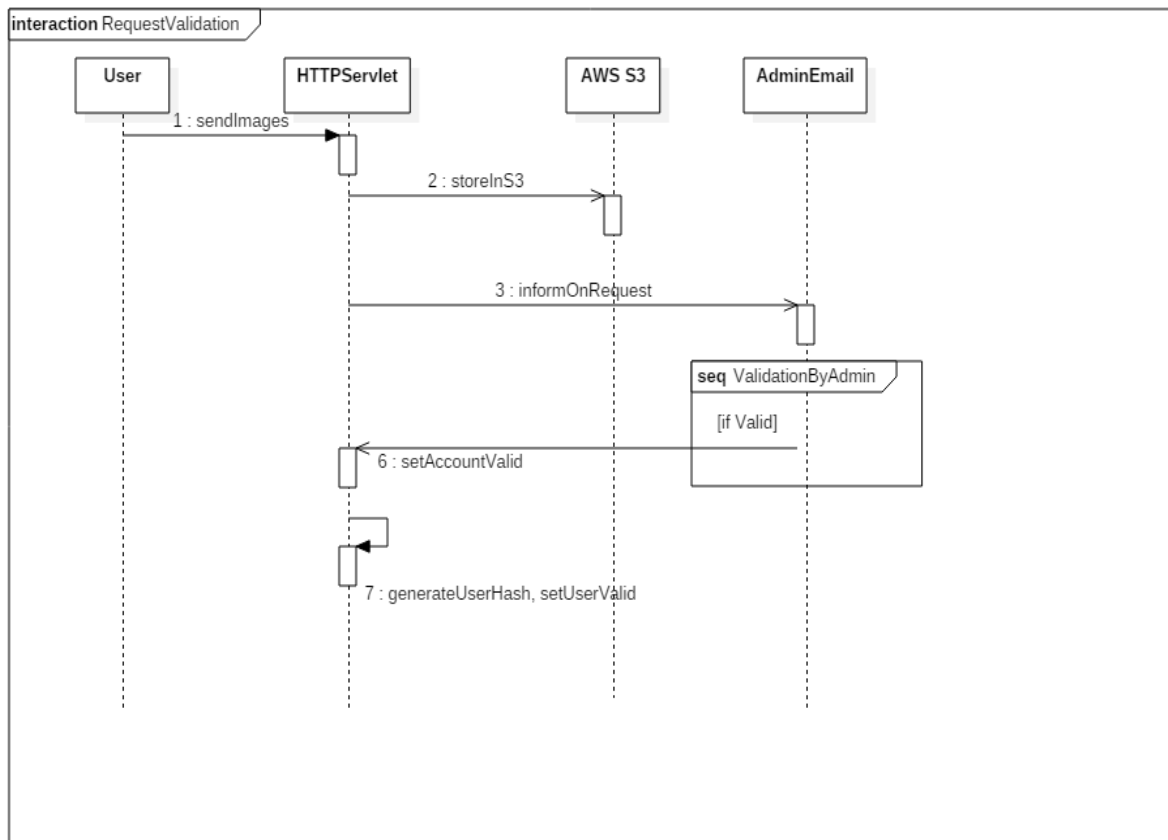 interaction RequestValidation
User
HTTPServlet
AWS S3
AdminEmail
1 : sendImages
2 : storeInS3
3 : informOnRequest
seq ValidationByAdmin
[if Valid]
6 : setAccountValid
7 : generateUserHash, setUserValid